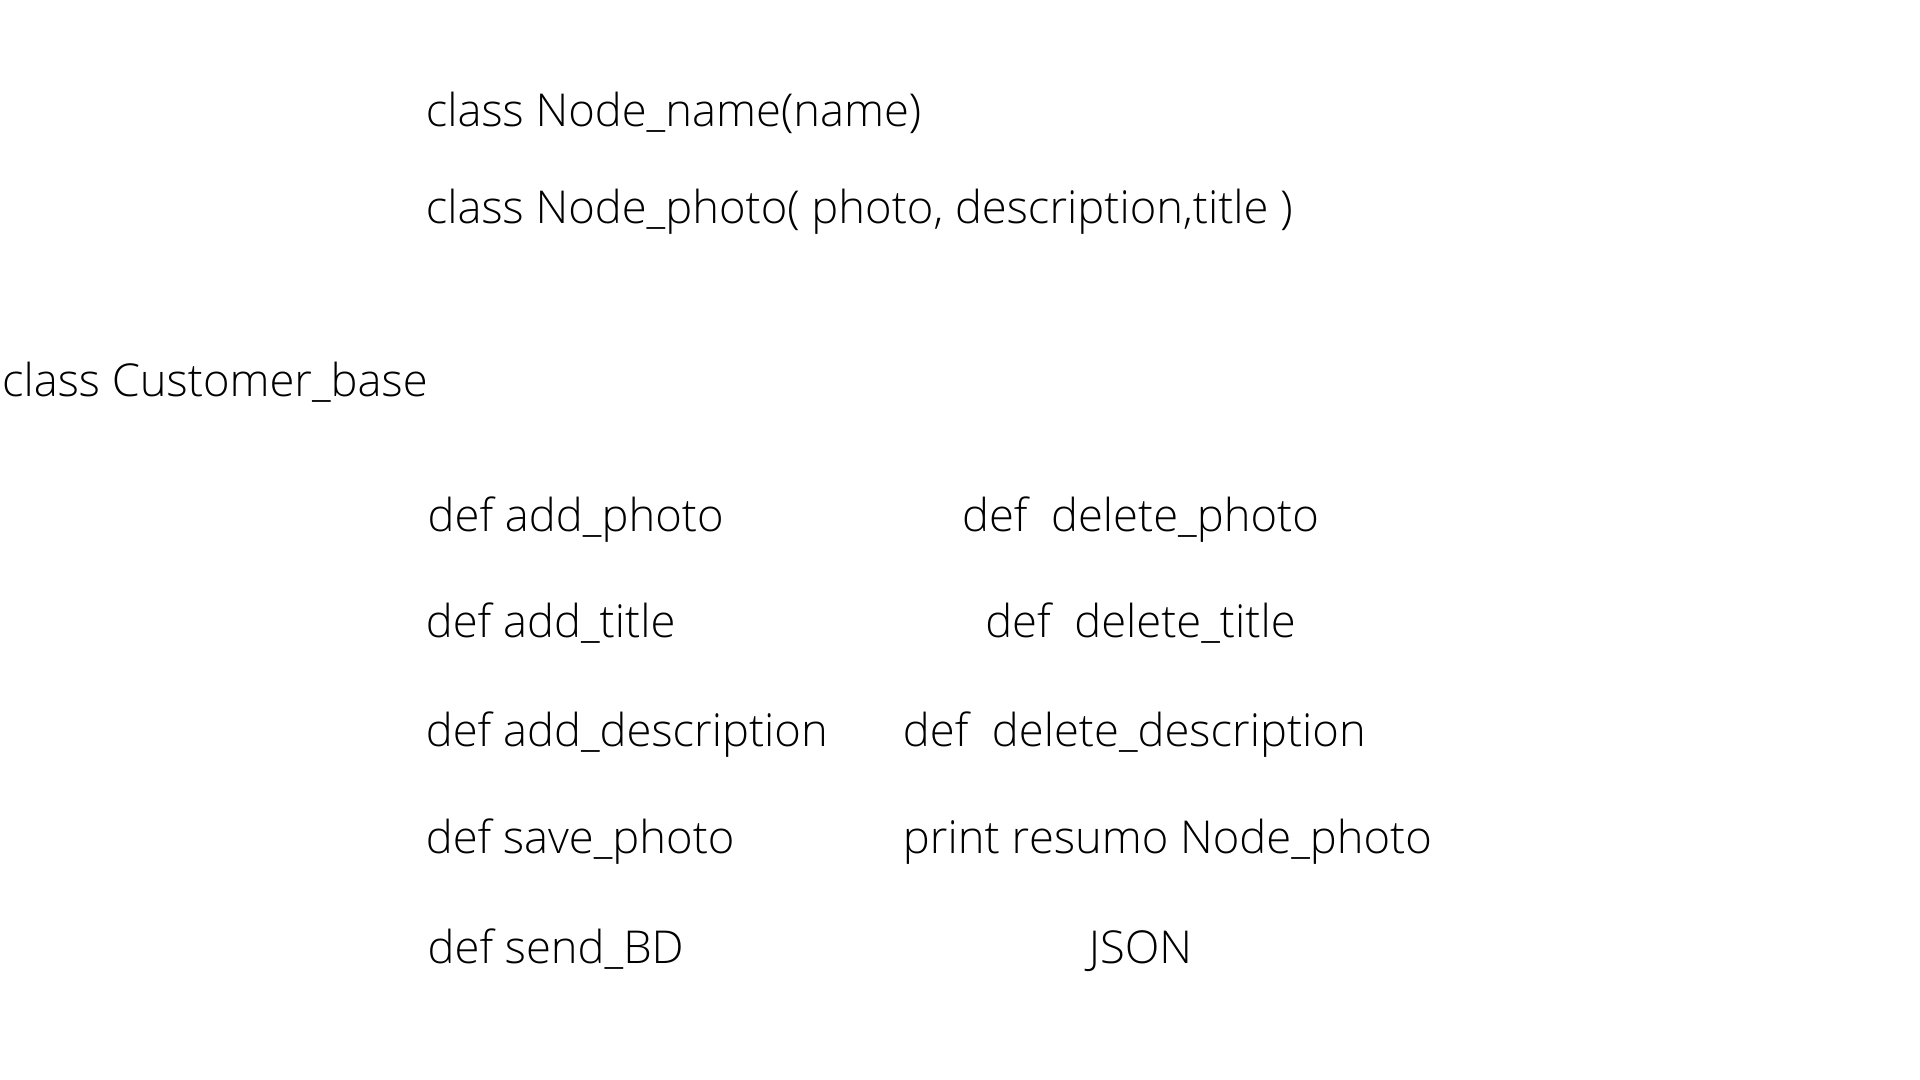 class Node_name(name)
class Node_photo( photo, description,title )
class Customer_base
def add_photo def  delete_photo
def add_title def  delete_title
def add_description def  delete_description
def save_photo print resumo Node_photo
def send_BD JSON